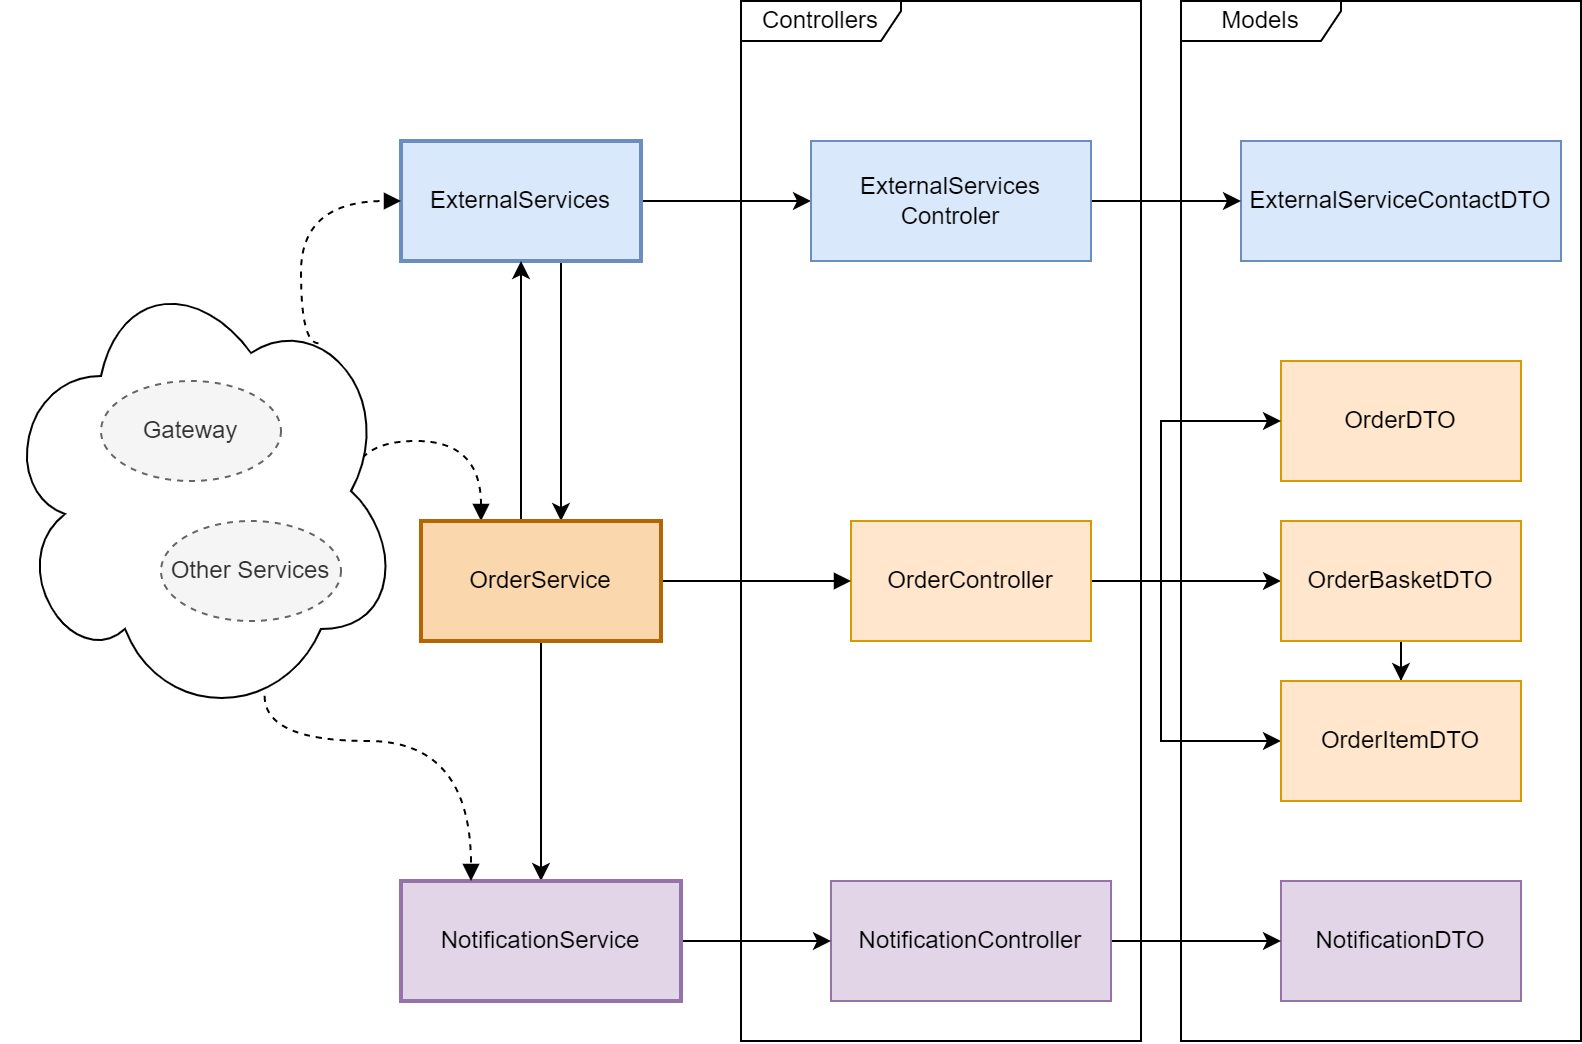 Controllers
Models
ExternalServices
ExternalServices
Controler
ExternalServiceContactDTO
Gateway
OrderDTO
Other Services
OrderService
OrderController
OrderBasketDTO
OrderItemDTO
NotificationService
NotificationController
NotificationDTO